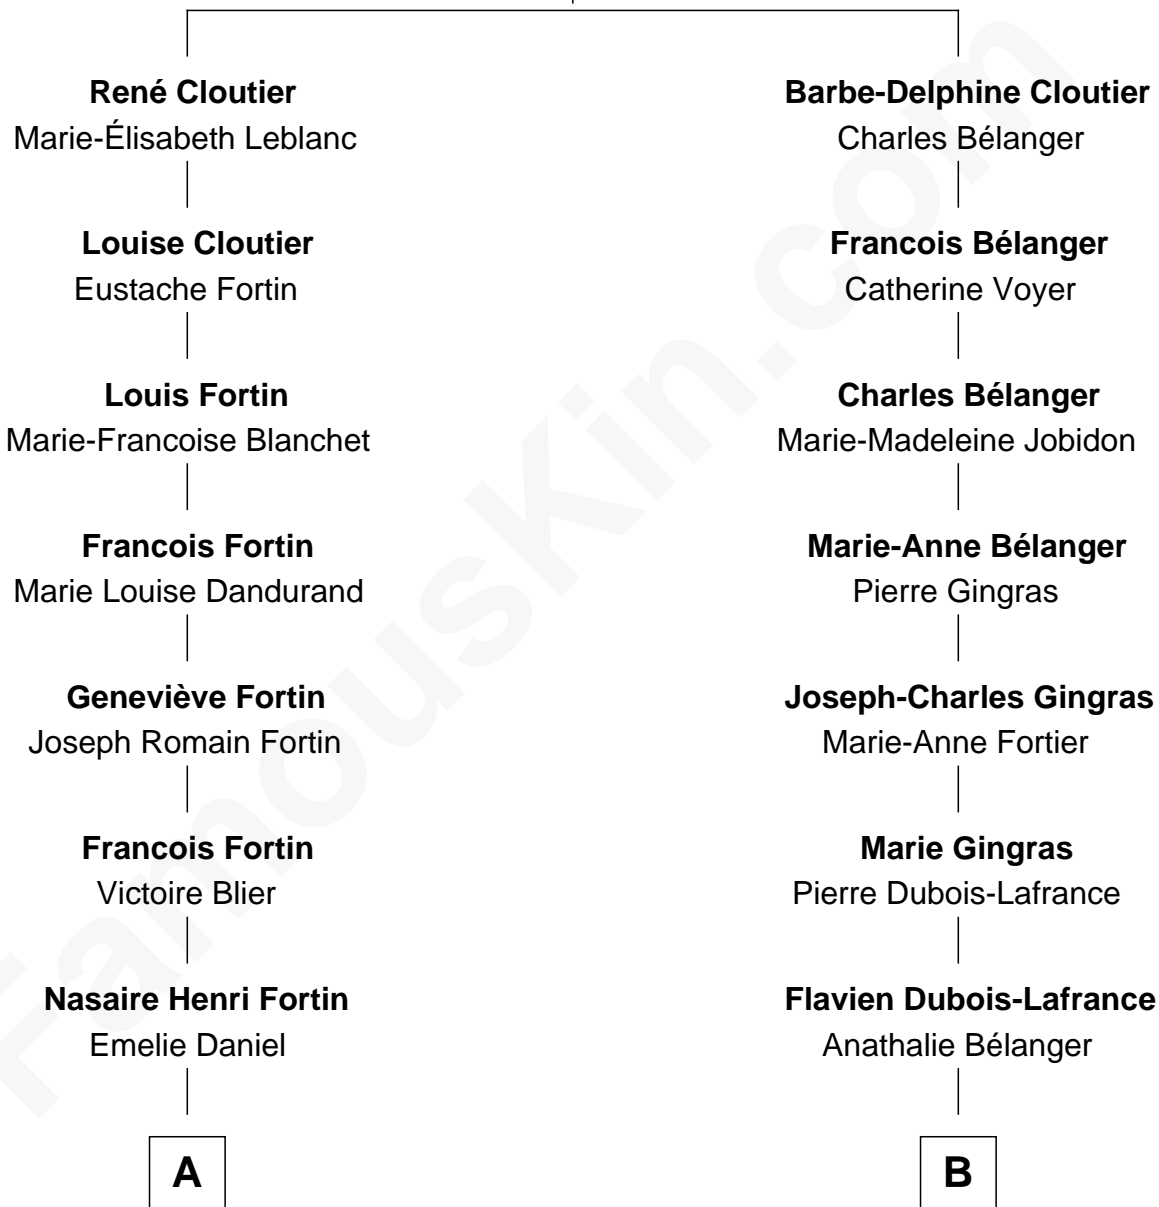 René Cloutier
Marie-Élisabeth Leblanc
Louise Cloutier
Eustache Fortin
Louis Fortin
Marie-Francoise Blanchet
Francois Fortin
Marie Louise Dandurand
Geneviève Fortin
Joseph Romain Fortin
Francois Fortin
Victoire Blier
Nasaire Henri Fortin
Emelie Daniel
A
Barbe-Delphine Cloutier
Charles Bélanger
Francois Bélanger
Catherine Voyer
Charles Bélanger
Marie-Madeleine Jobidon
Marie-Anne Bélanger
Pierre Gingras
Joseph-Charles Gingras
Marie-Anne Fortier
Marie Gingras
Pierre Dubois-Lafrance
Flavien Dubois-Lafrance
Anathalie Bélanger
B
FamousKin.com